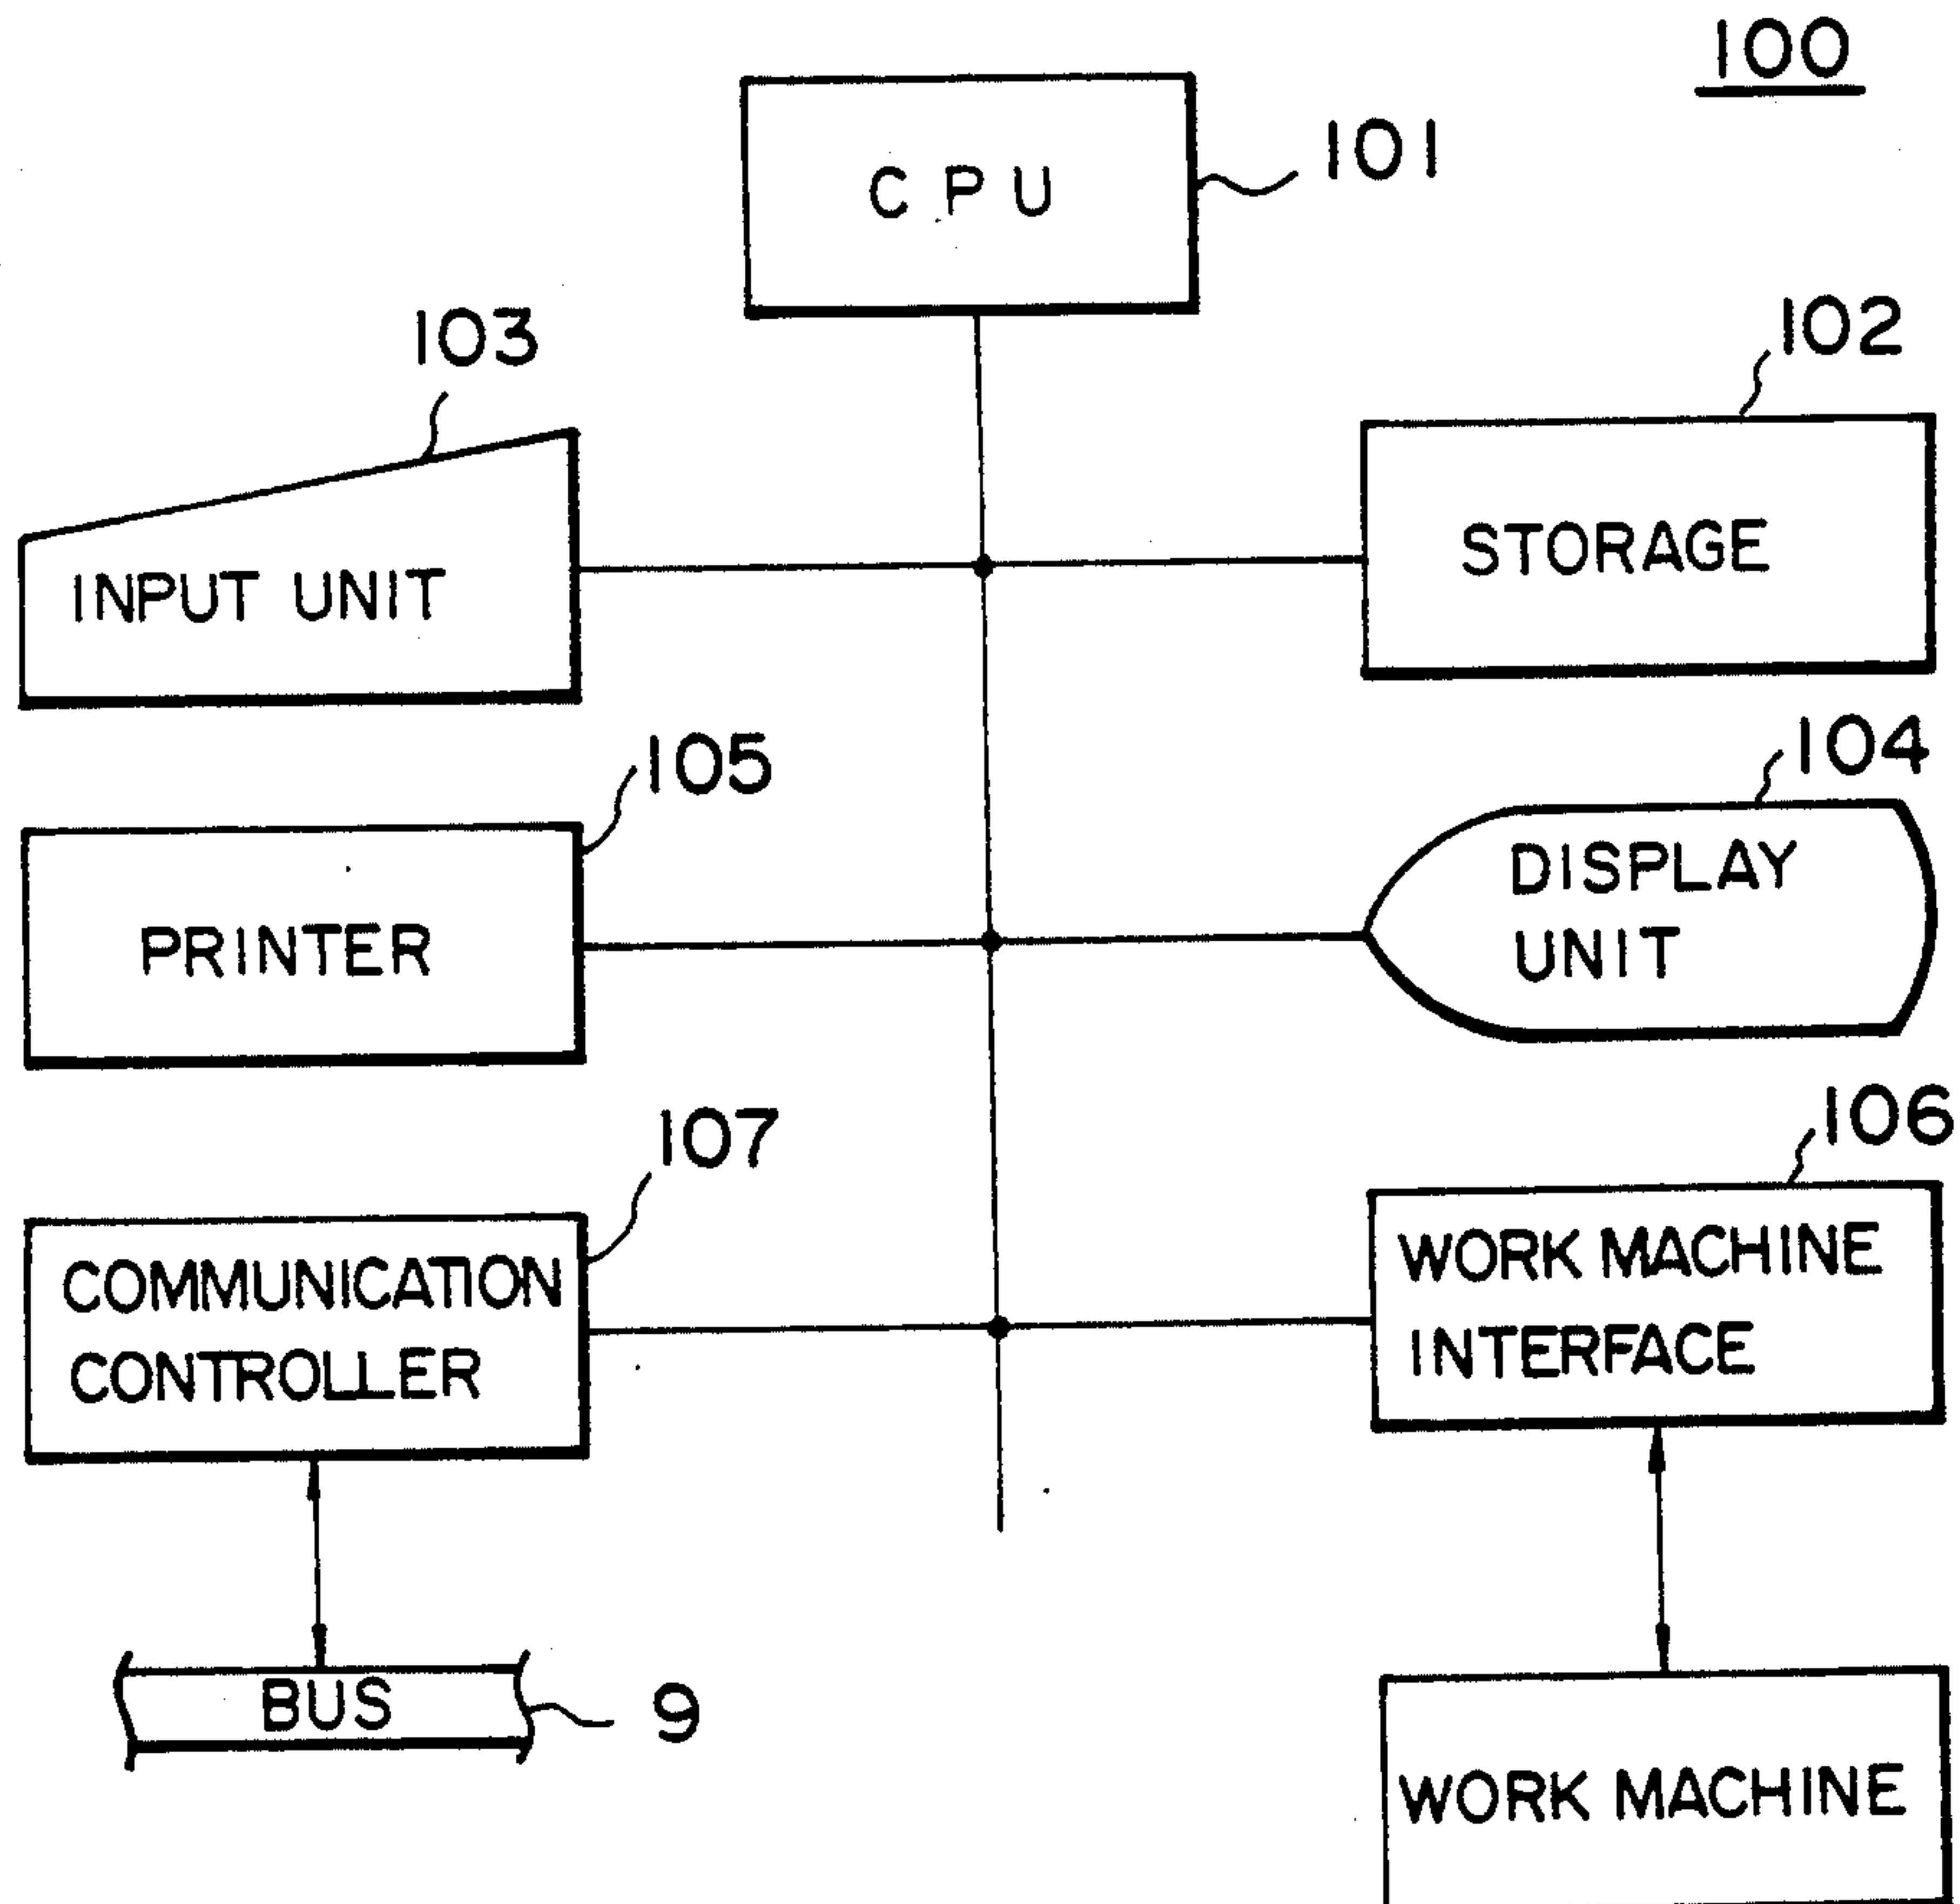 100
CPU
101
103
102
INPUT UNIT
STORAGE
105
104
PRINTER
DISPLAY
UNIT
107
106
COMMUNICATION
CONTROLLER
WORK MACHINE
INTERFACE
BUS
9
WORK MACHINE